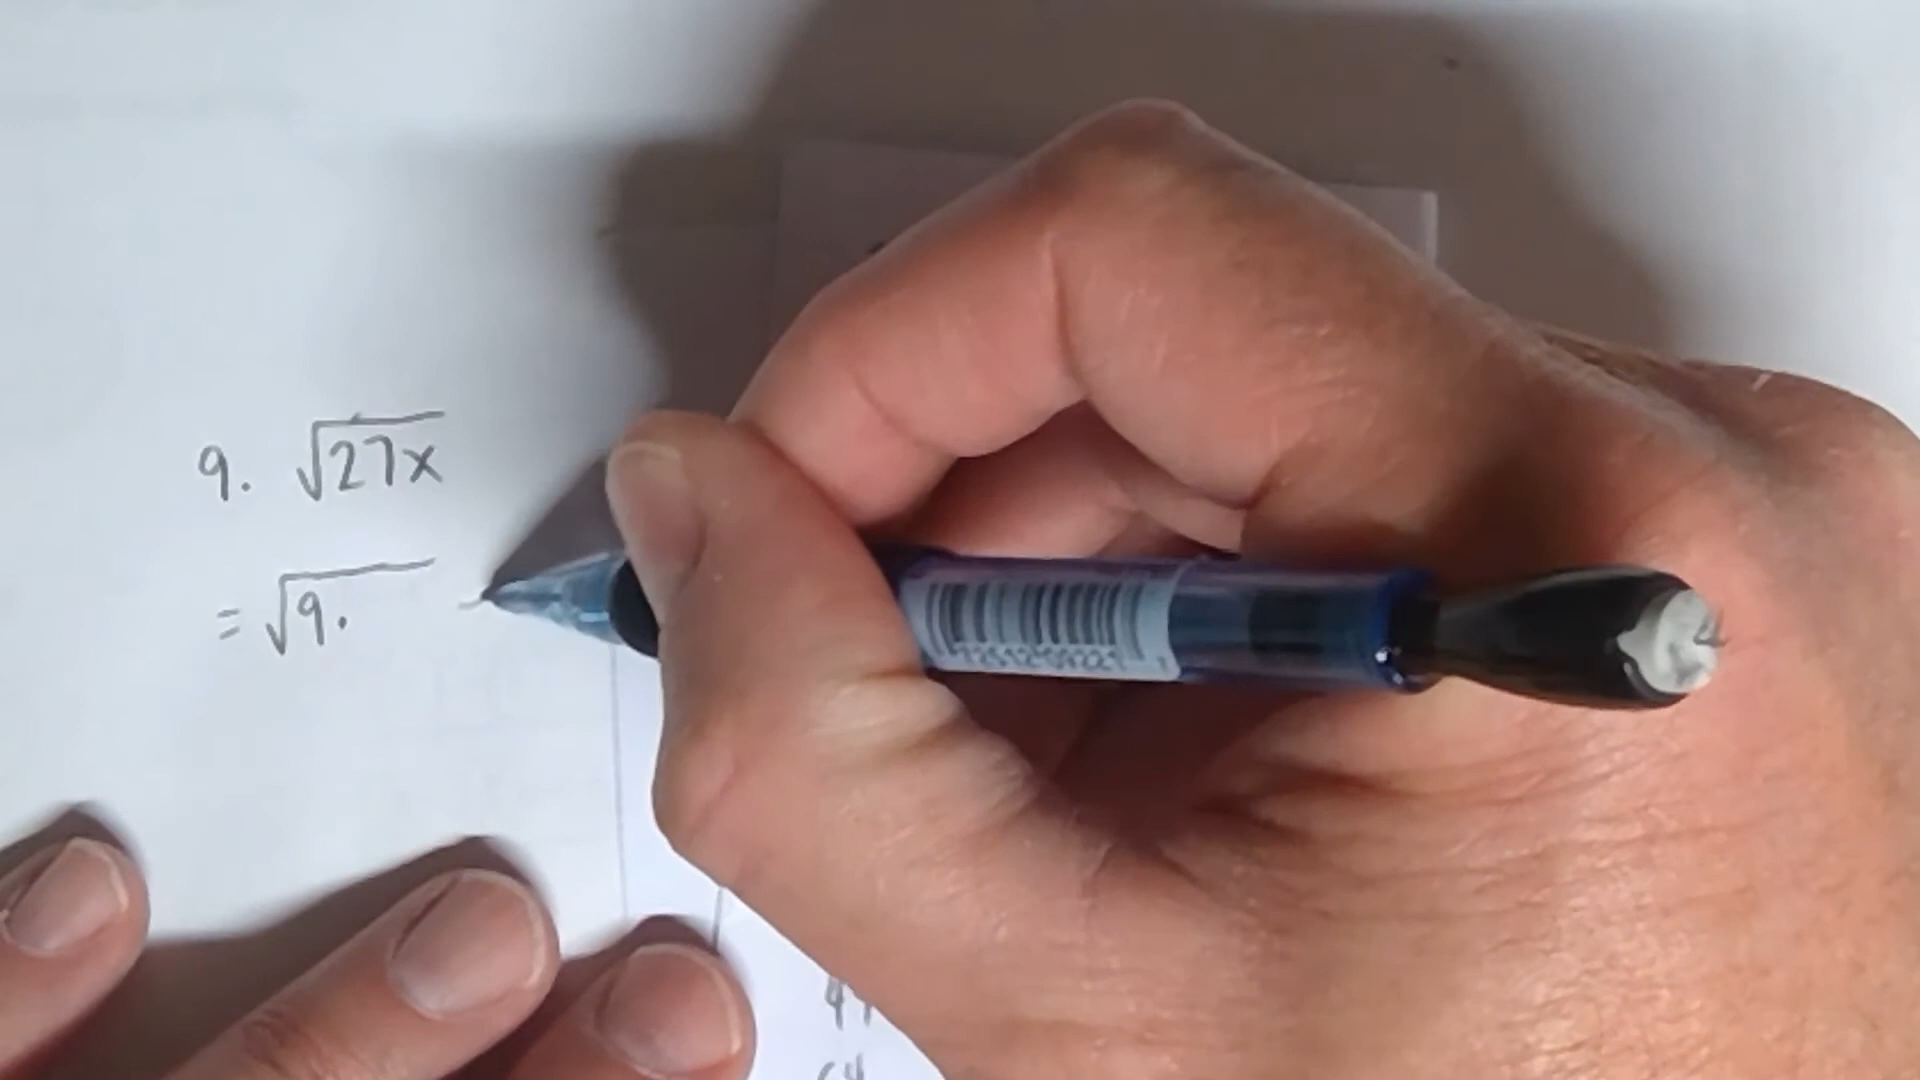 9. √27x
= √9.